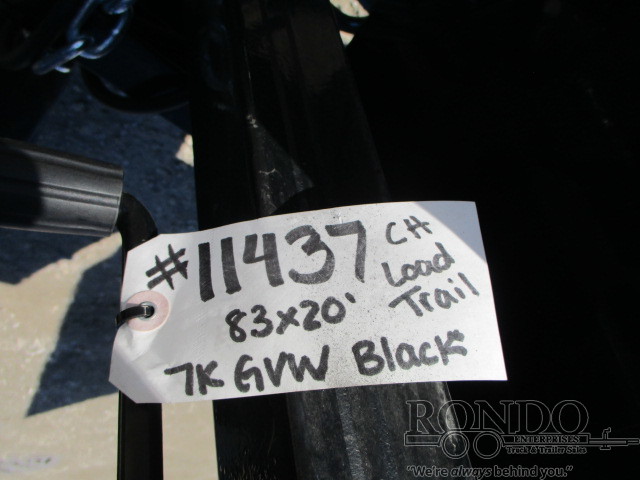 #11437 CH
Load
Trail
83x20'
7K GVW Black
RONDO
ENTERPRISES
Truck & Trailer Sales
"We're always behind you."